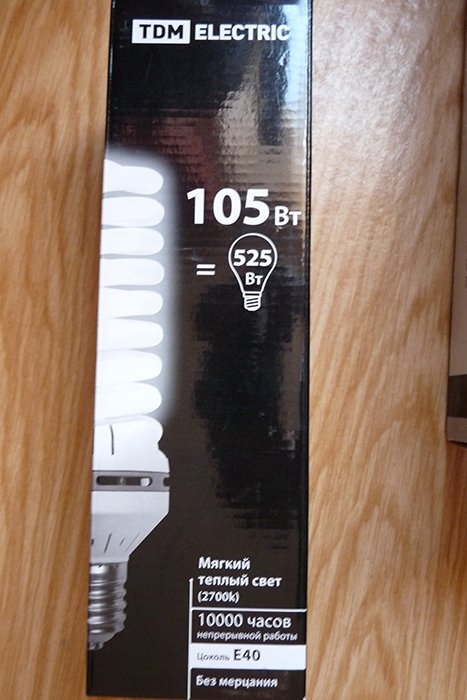 TDM ELECTRIC
105 Вт
=
525
Вт
Мягкий
теплый свет
(2700k)
10000 часов
непрерывной работы
Цоколь E40
Без мерцания